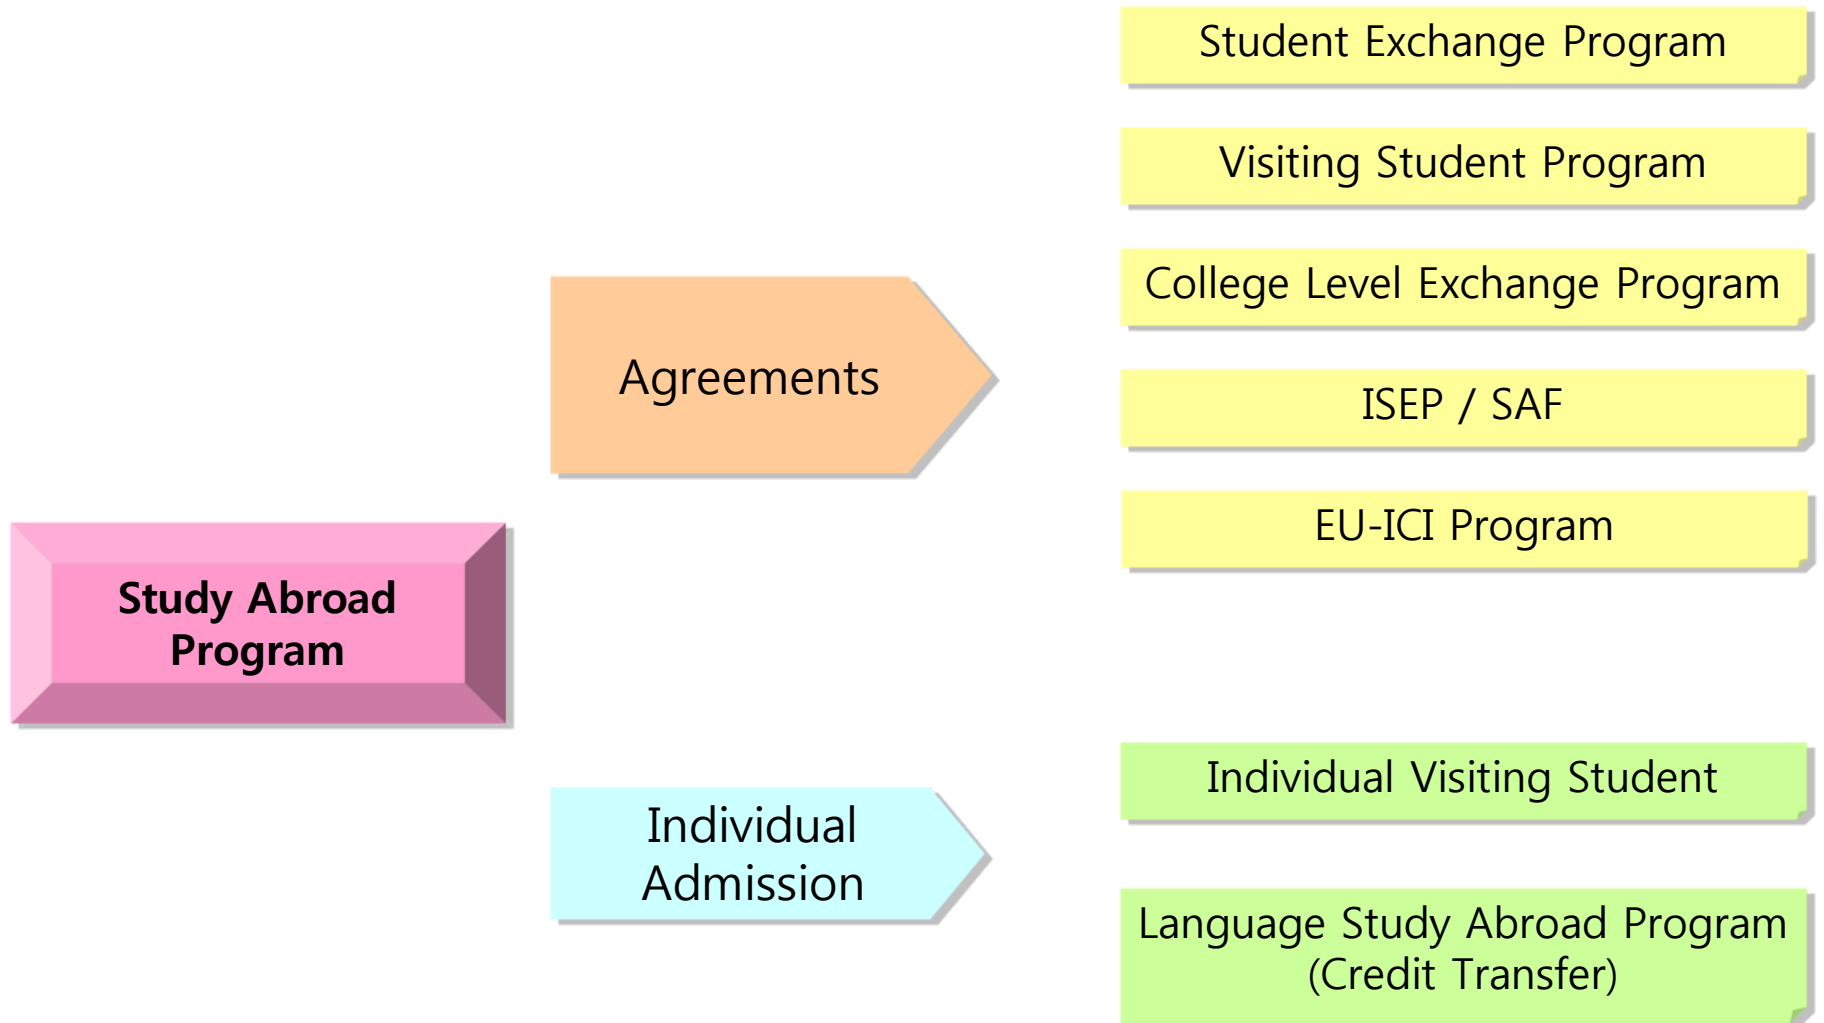 Study Abroad
Program
Agreements
Student Exchange Program
Visiting Student Program
College Level Exchange Program
ISEP / SAF
EU-ICI Program
Individual
Admission
Individual Visiting Student
Language Study Abroad Program
(Credit Transfer)